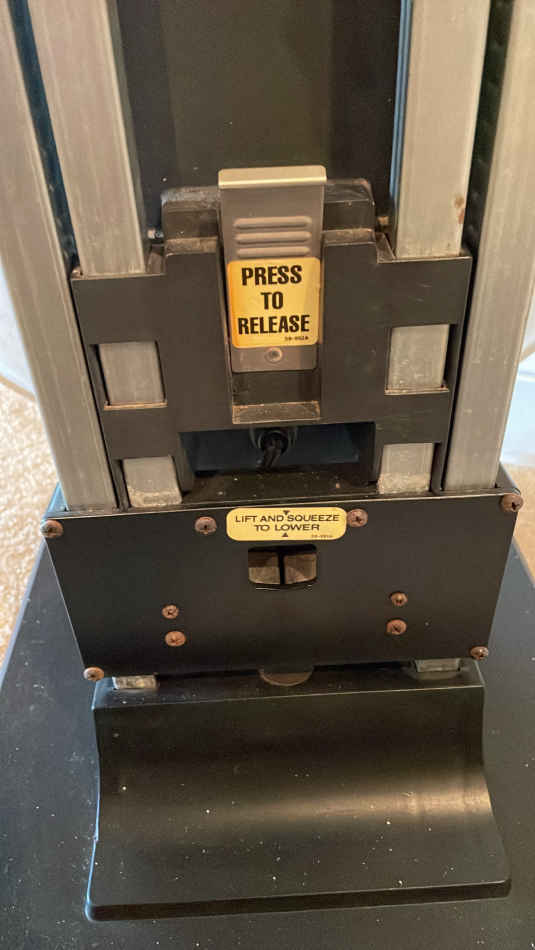 PRESS
TO
RELEASE
LIFT AND SQUEEZE
TO LOWER